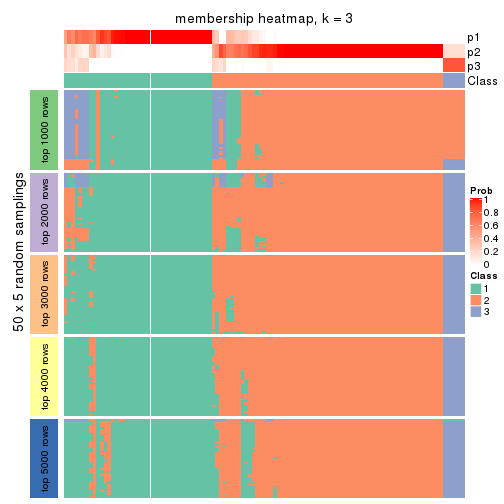 membership heatmap, k = 3
p1
p2
p3
Class
50 x 5 random samplings
top 1000 rows
top 2000 rows
top 3000 rows
top 4000 rows
top 5000 rows
Prob
1
0.8
0.6
0.4
0.2
0
Class
1
2
3